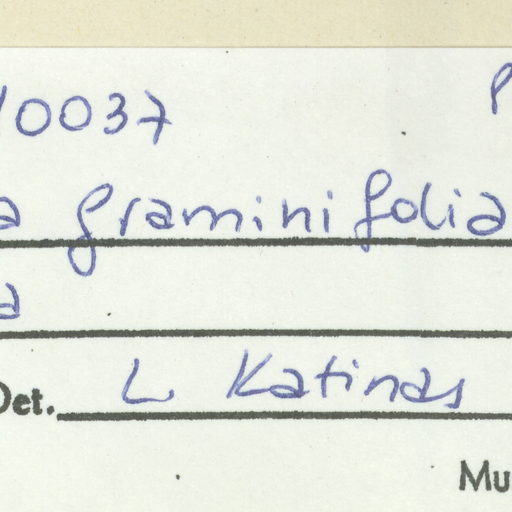 10037 P
a graminifolia
a
Det. L Katinas
Mu